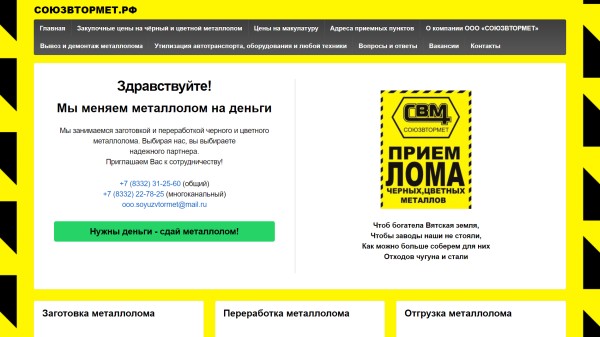 СОЮЗВТОРМЕТ.РФ
Главная Закупочные цены на чёрный и цветной металлолом Цены на макулатуру Адреса приемных пунктов О компании ООО «СОЮЗВТОРМЕТ»
Вывоз и демонтаж металлолома Утилизация автотранспорта, оборудования и любой техники Вопросы и ответы Вакансии Контакты
Здравствуйте!
Мы меняем металлолом на деньги
Мы занимаемся заготовкой и переработкой черного и цветного
металлолома. Выбирая нас, вы выбираете
надежного партнера.
Приглашаем Вас к сотрудничеству!
+7 (8332) 31-25-60 (общий)
+7 (8332) 22-78-25 (многоканальный)
ooo.soyuzvtormet@mail.ru
Нужны деньги - сдай металлолом!
СВМ
СОЮЗВТОРМЕТ
ПРИЕМ
ЛОМА
ЧЕРНЫХ,ЦВЕТНЫХ
МЕТАЛЛОВ
Чтоб богатела Вятская земля,
Чтобы заводы наши не стояли,
Как можно больше соберем для них
Отходов чугуна и стали
Заготовка металлолома
Переработка металлолома
Отгрузка металлолома